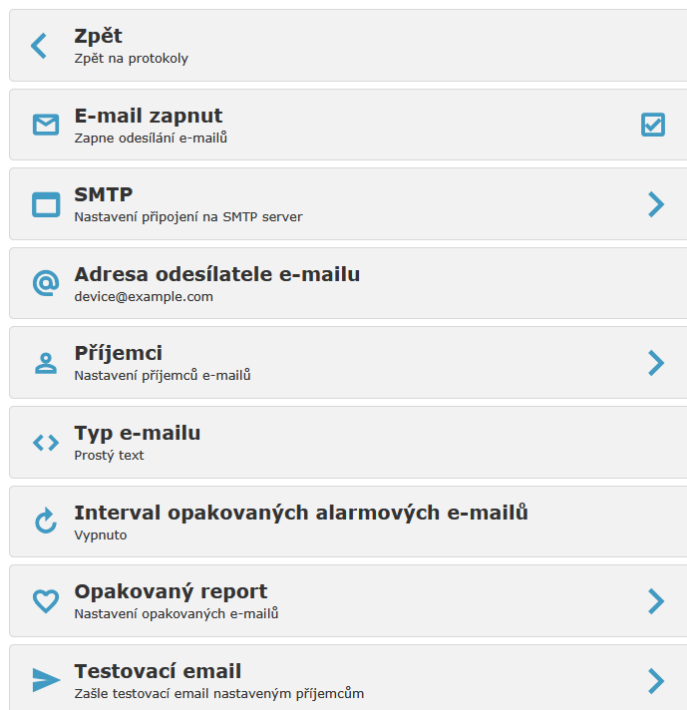 Zpět
Zpět na protokoly
E-mail zapnut
Zapne odesílání e-mailů
SMTP
Nastavení připojení na SMTP server
Adresa odesílatele e-mailu
device@example.com
Příjemci
Nastavení příjemců e-mailů
Typ e-mailu
Prostý text
Interval opakovaných alarmových e-mailů
Vypnuto
Opakovaný report
Nastavení opakovaných e-mailů
Testovací email
Zašle testovací email nastaveným příjemcům